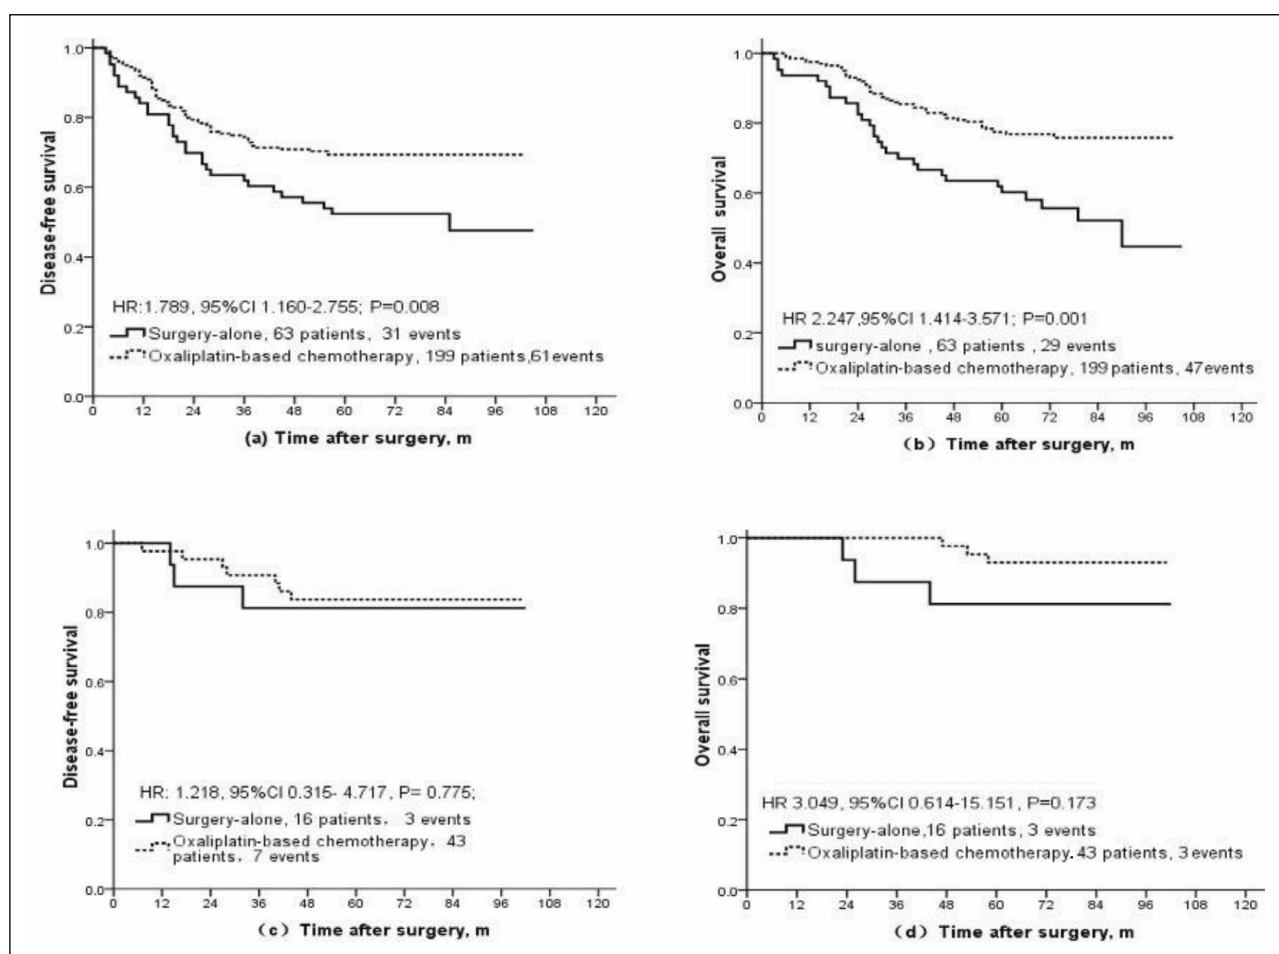 1.0
0.8
0.6
0.4
0.2
0.0
Disease-free survival
HR:1.789, 95%CI 1.160-2.755; P=0.008
Surgery-alone, 63 patients, 31 events
Oxaliplatin-based chemotherapy, 199 patients,61events
0 12 24 36 48 60 72 84 96 108 120
(a) Time after surgery, m
1.0
0.8
0.6
0.4
0.2
0.0
Overall survival
HR 2.247,95%CI 1.414-3.571; P=0.001
surgery-alone ,63 patients ,29 events
Oxaliplatin-based chemotherapy, 199 patients, 47events
0 12 24 36 48 60 72 84 96 108 120
(b) Time after surgery, m
1.0
0.8
0.6
0.4
0.2
0.0
Disease-free survival
HR: 1.218, 95%CI 0.315- 4.717, P= 0.775;
Surgery-alone, 16 patients, 3 events
Oxaliplatin-based chemotherapy, 43
patients, 7 events
0 12 24 36 48 60 72 84 96 108 120
(c) Time after surgery, m
1.0
0.8
0.6
0.4
0.2
0.0
Overall survival
HR 3.049, 95%CI 0.614-15.151, P=0.173
Surgery-alone,16 patients, 3 events
Oxaliplatin-based chemotherapy. 43 patients, 3events
0 12 24 36 48 60 72 84 96 108 120
(d) Time after surgery, m